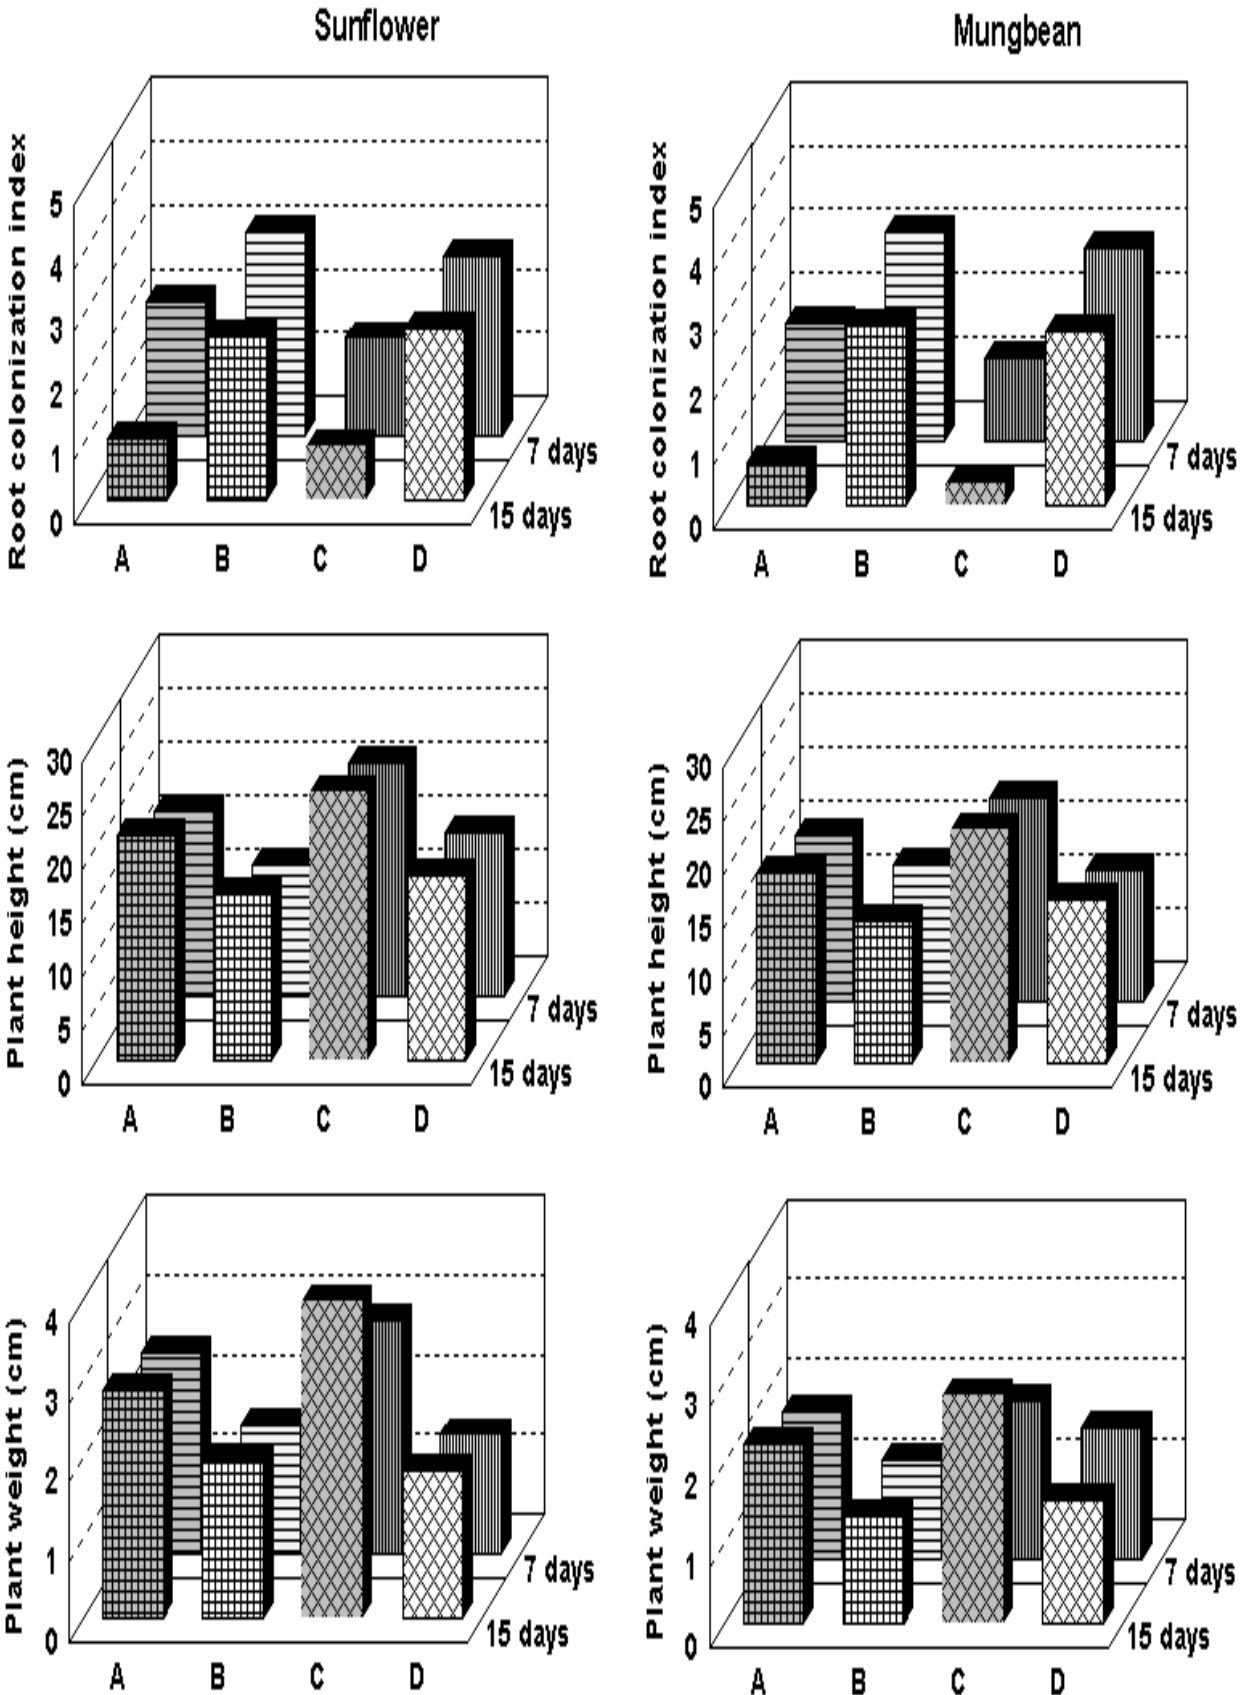 Sunflower
Mungbean
Root colonization index
5
4
3
2
1
0
A B C D
7 days
15 days
Root colonization index
5
4
3
2
1
0
A B C D
7 days
15 days
Plant height (cm)
30
25
20
15
10
5
0
A B C D
7 days
15 days
Plant height (cm)
30
25
20
15
10
5
0
A B C D
7 days
15 days
Plant weight (cm)
4
3
2
1
0
A B C D
7 days
15 days
Plant weight (cm)
4
3
2
1
0
A B C D
7 days
15 days